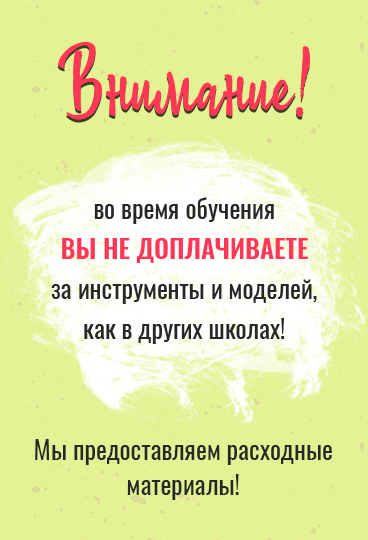 Внимание!
во время обучения
ВЫ НЕ ДОПЛАЧИВАЕТЕ
за инструменты и моделей,
как в других школах!
Мы предоставляем расходные
материалы!